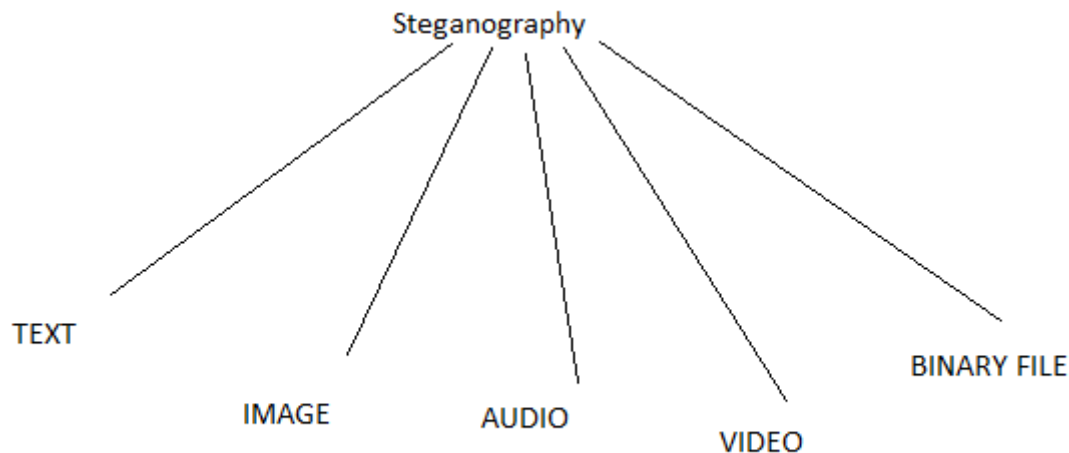 Steganography
TEXT
IMAGE
AUDIO
VIDEO
BINARY FILE